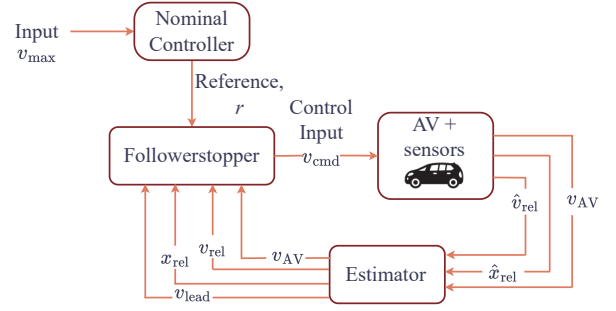 Input
v_max
Nominal
Controller
Reference,
r
Followerstopper
Control
Input
v_cmd
AV +
sensors
v̂_rel
v_AV
x̂_rel
Estimator
v_AV
v_rel
x_rel
v_lead